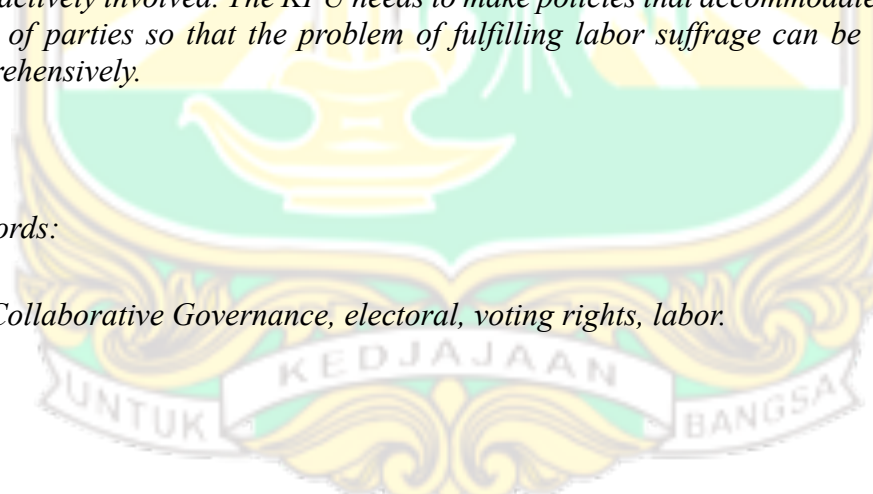 actively involved. The KPU needs to make policies that accommodate
of parties so that the problem of fulfilling labor suffrage can be
rehensively.
ords:
Collaborative Governance, electoral, voting rights, labor.
UNTUK KEDJAJAAN BANGSA